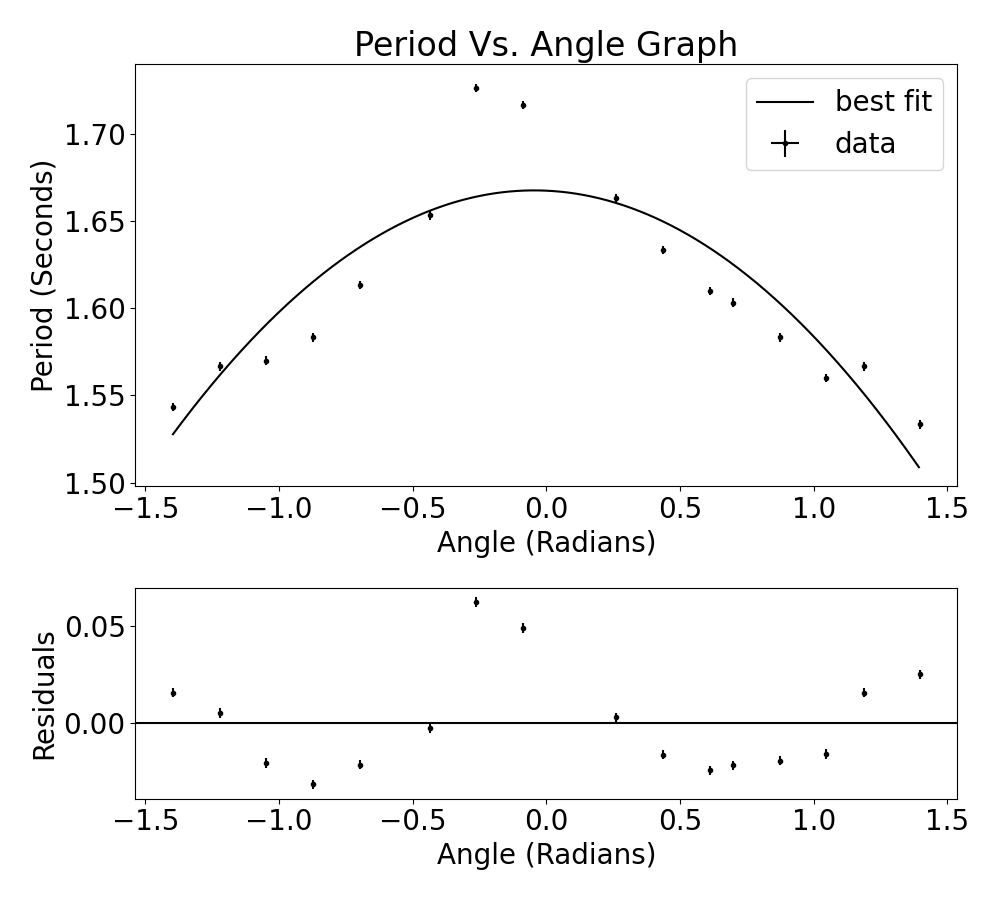 Period Vs. Angle Graph
best fit
data
Period (Seconds)
1.70
1.65
1.60
1.55
1.50
−1.5 −1.0 −0.5 0.0 0.5 1.0 1.5
Angle (Radians)
Residuals
0.05
0.00
−1.5 −1.0 −0.5 0.0 0.5 1.0 1.5
Angle (Radians)